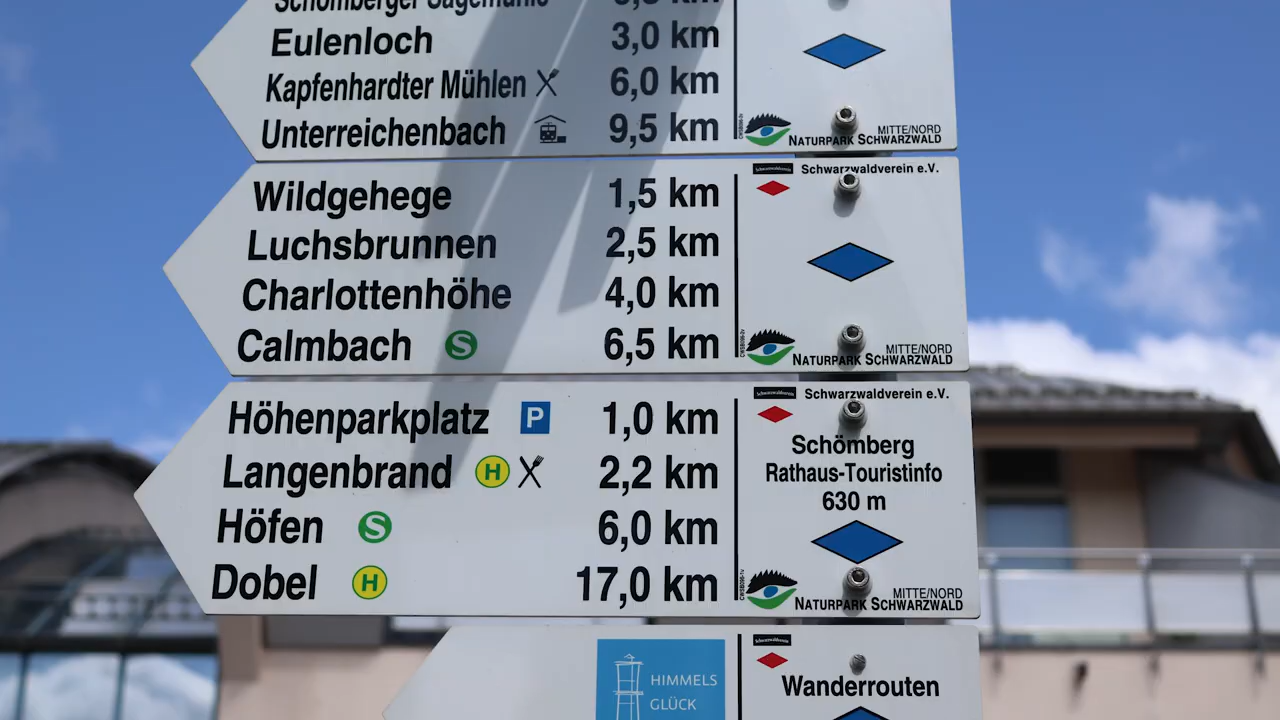 Schömberger Sägemühle
Eulenloch 3,0 km
Kapfenhardter Mühlen 6,0 km
Unterreichenbach 9,5 km
MITTE/NORD
NATURPARK SCHWARZWALD
Schwarzwaldverein e.V.
Wildgehege 1,5 km
Luchsbrunnen 2,5 km
Charlottenhöhe 4,0 km
Calmbach S 6,5 km
MITTE/NORD
NATURPARK SCHWARZWALD
Schwarzwaldverein e.V.
Höhenparkplatz P 1,0 km
Langenbrand H 2,2 km
Höfen S 6,0 km
Dobel H 17,0 km
Schömberg
Rathaus-Touristinfo
630 m
MITTE/NORD
NATURPARK SCHWARZWALD
HIMMELS
GLÜCK
Schwarzwaldverein
Wanderrouten